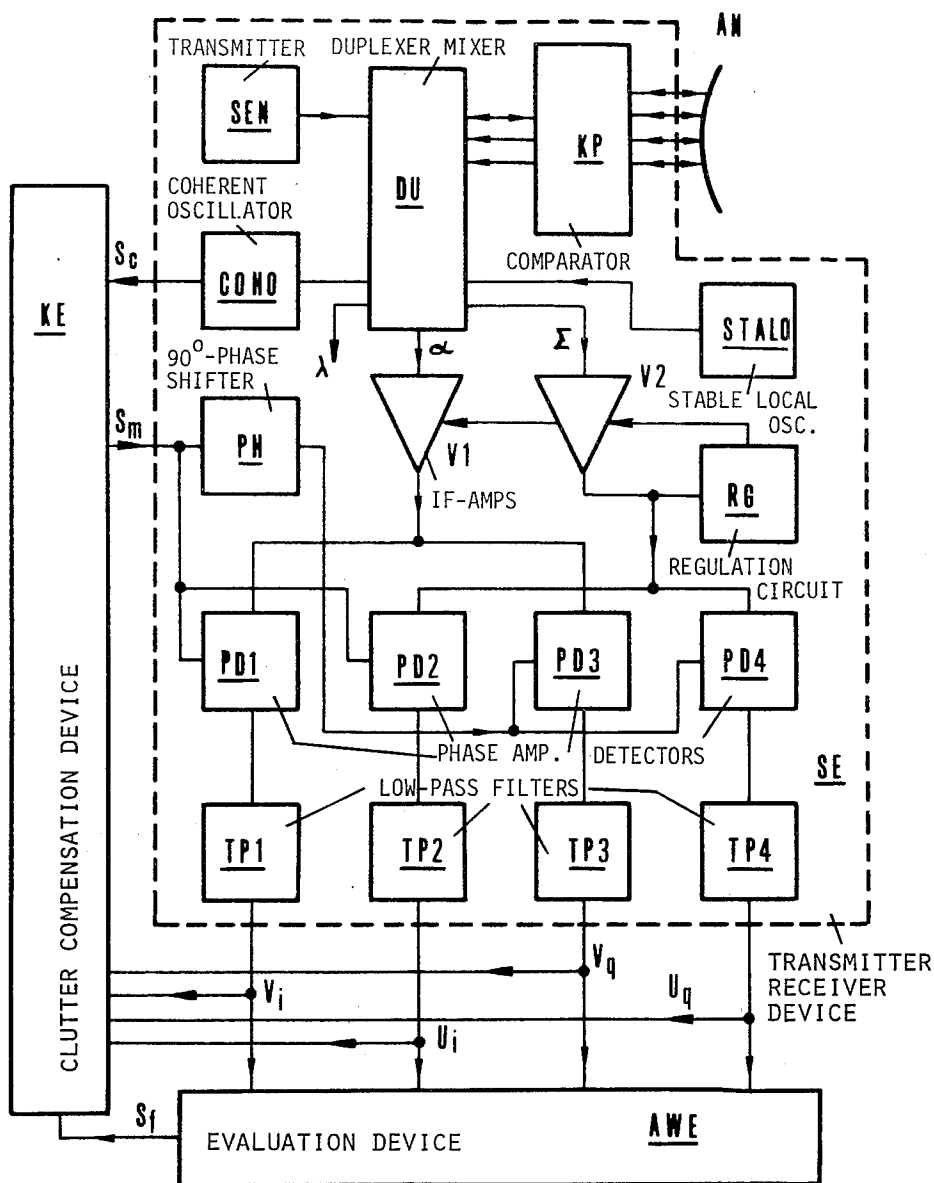 AN
TRANSMITTER
DUPLEXER MIXER
SEN
DU
KP
COHERENT
OSCILLATOR
COMPARATOR
Sc
COHO
KE
STALO
λ
α
Σ
90°-PHASE
SHIFTER
V2
STABLE LOCAL
OSC.
Sm
PH
V1
IF-AMPS
RG
REGULATION
CIRCUIT
PD1
PD2
PD3
PD4
PHASE AMP. DETECTORS
SE
LOW-PASS FILTERS
TP1
TP2
TP3
TP4
CLUTTER COMPENSATION DEVICE
TRANSMITTER
RECEIVER
DEVICE
Vq
Vi
Uq
Ui
Sf
EVALUATION DEVICE
AWE